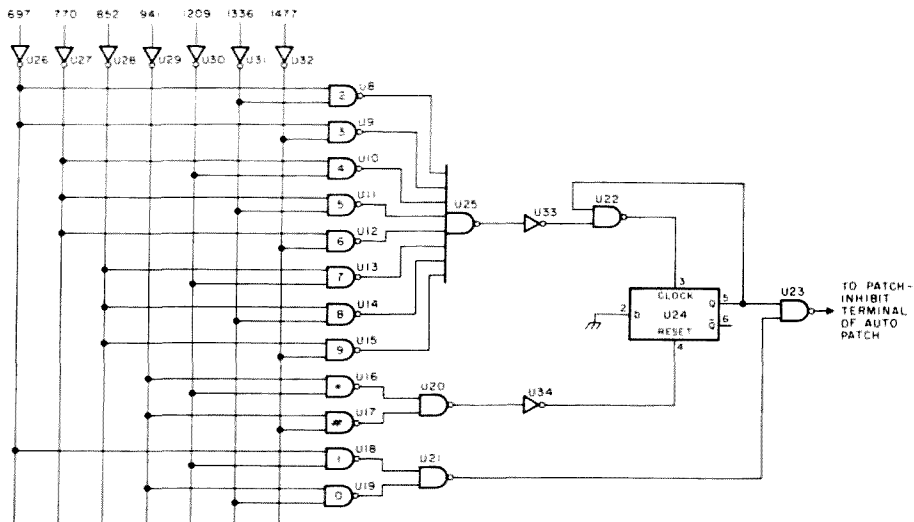 697 770 852 941 1209 1336 1477
U26 U27 U28 U29 U30 U31 U32
2 U8
3 U9
4 U10
5 U11
U25
6 U12
7 U13
8 U14
9 U15
* U16
# U17
U20
1 U18
0 U19
U21
U33
U22
3
CLOCK
2 D Q 5
U24
Q 6
RESET
4
U34
U23
TO PATCH-
INHIBIT
TERMINAL
OF AUTO
PATCH